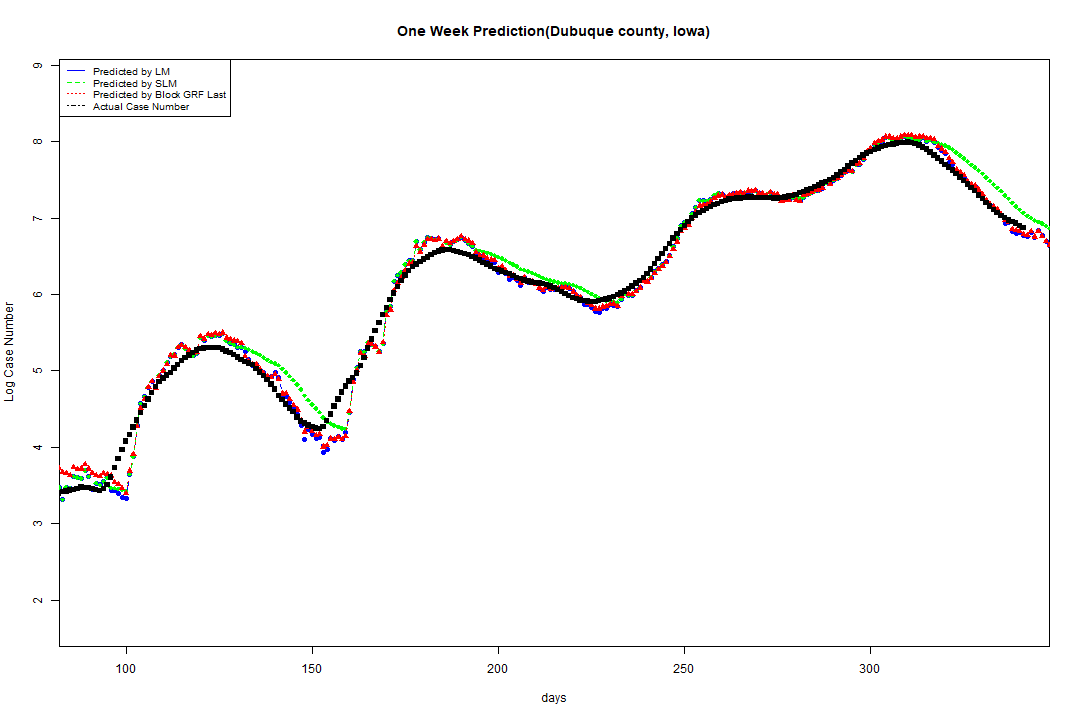 One Week Prediction(Dubuque county, Iowa)
Predicted by LM
Predicted by SLM
Predicted by Block GRF Last
Actual Case Number
9
8
7
6
5
4
3
2
Log Case Number
100 150 200 250 300
days